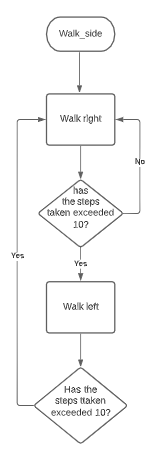 Walk_side
Walk right
No
has
the steps
taken exceeded
10?
Yes
Yes
Walk left
Has the
steps ttaken
exceeded 10?